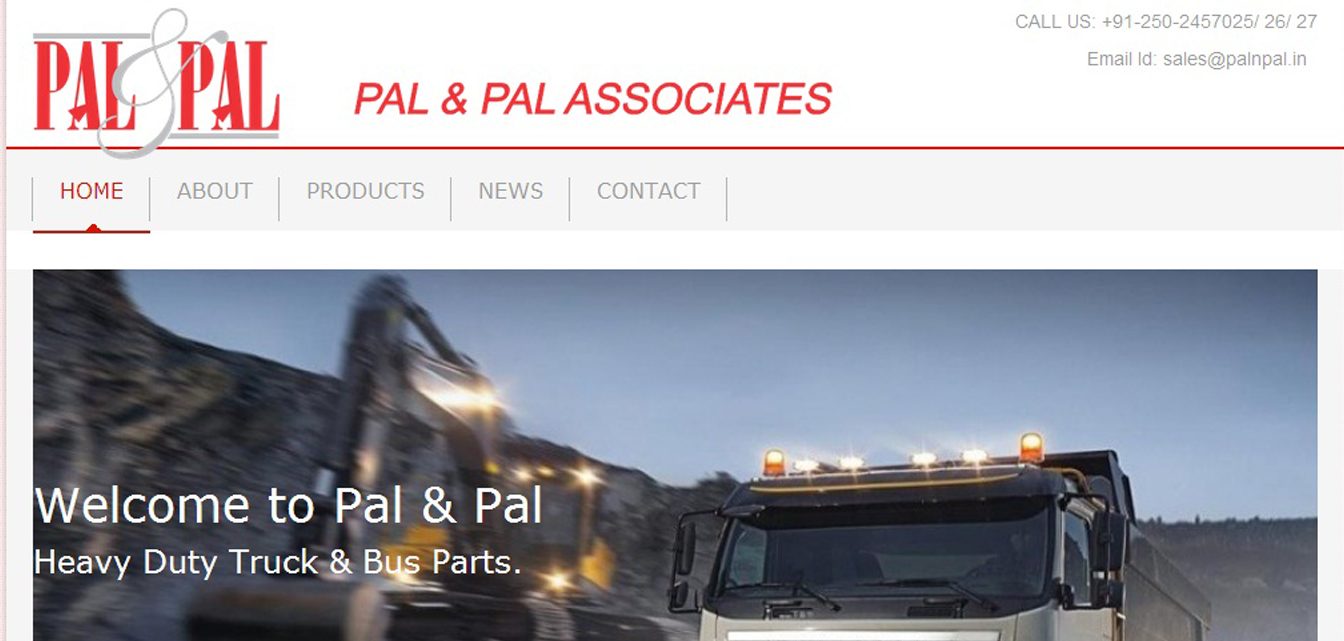 PAL & PAL
CALL US: +91-250-2457025/ 26/ 27
Email Id: sales@palnpal.in
PAL & PAL ASSOCIATES
HOME
ABOUT
PRODUCTS
NEWS
CONTACT
Welcome to Pal & Pal
Heavy Duty Truck & Bus Parts.